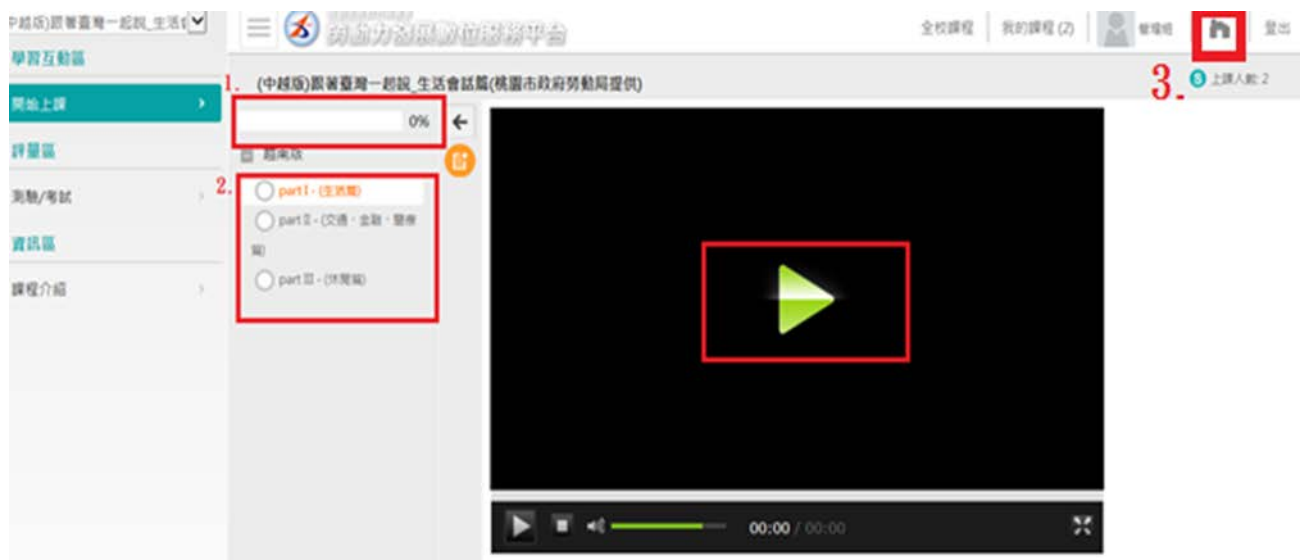 中越版)跟著臺灣一起說_生活
勞動力發展數位服務平台
全校課程
我的課程 (2)
管理組
登出
學習互動區
1. (中越版)跟著臺灣一起說_生活會話篇(桃園市政府勞動局提供)
3.
上課人數: 2
開始上課
0%
評量區
越南版
測驗/考試
2.
part I - (生活篇)
part II - (交通、金融、醫療
篇)
資訊區
part III - (休閒篇)
課程介紹
00:00 / 00:00